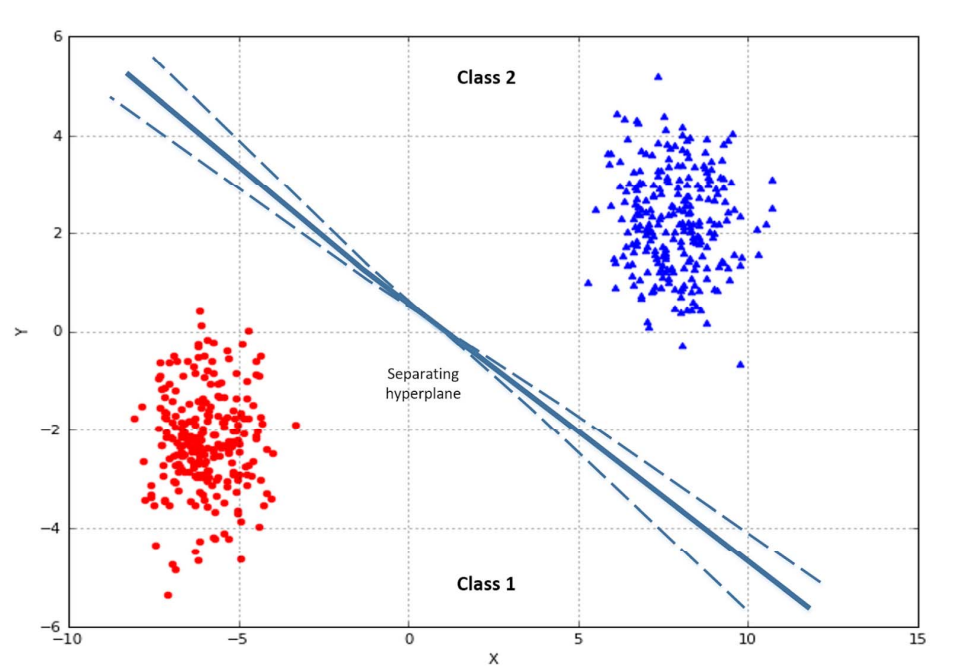 6
Class 2
4
2
0
Y
Separating
hyperplane
−2
−4
Class 1
−6
−10
−5
0
5
10
15
X